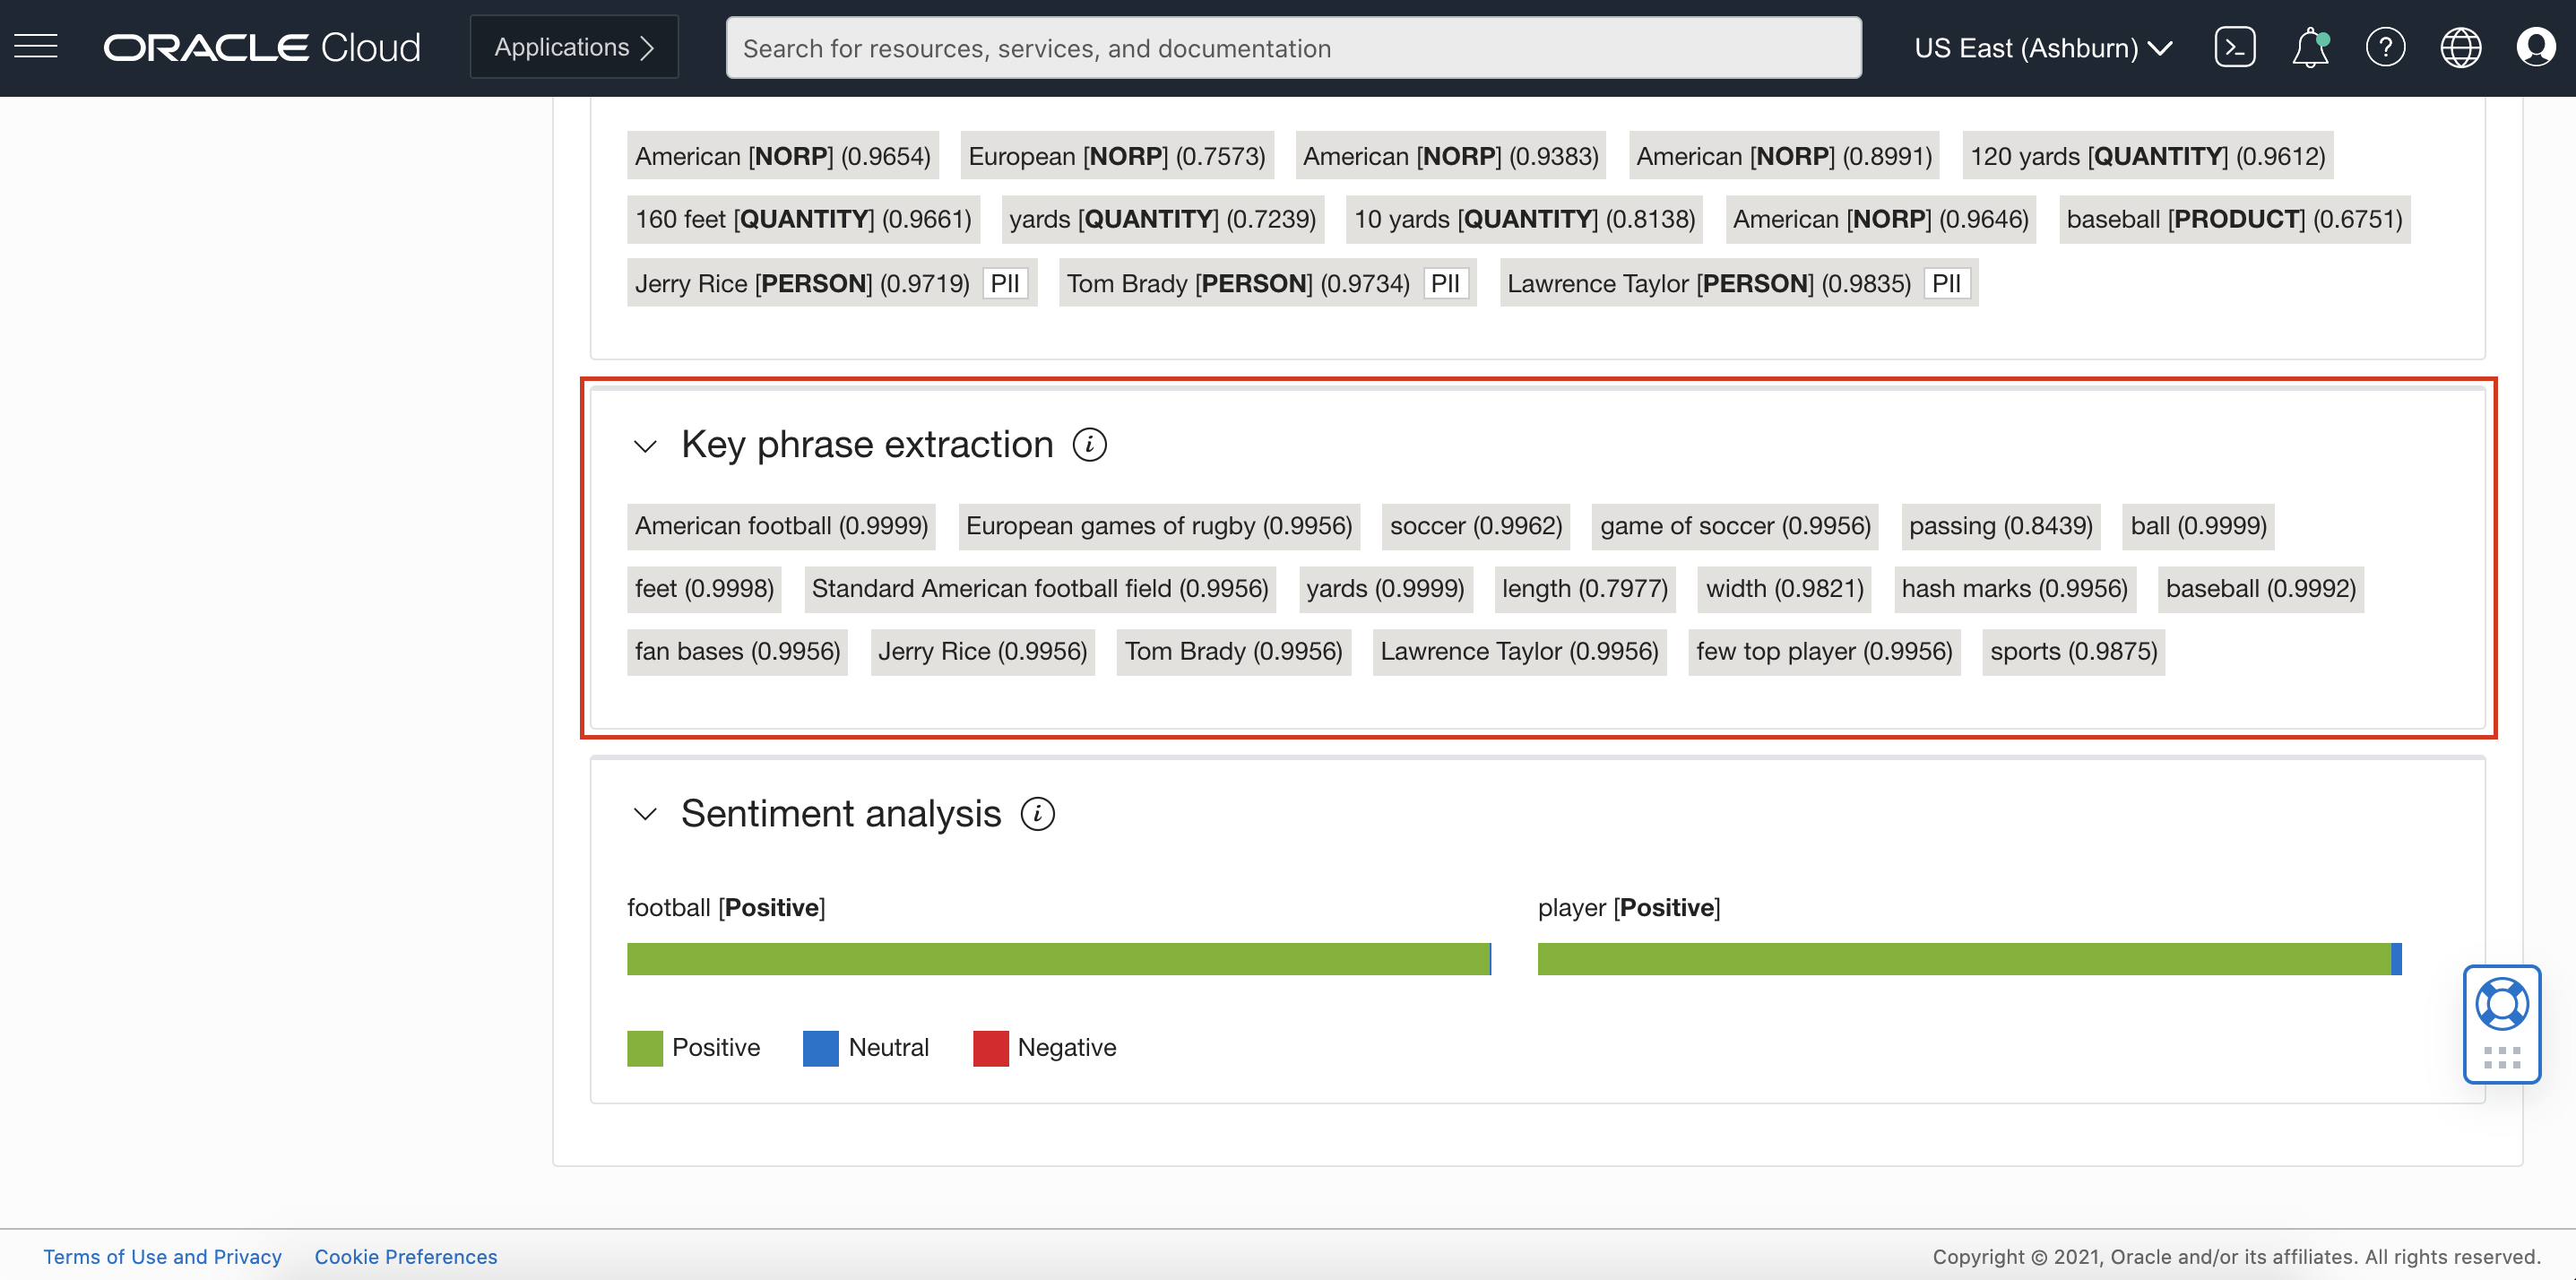 ORACLE Cloud Applications Search for resources, services, and documentation US East (Ashburn)
American [NORP] (0.9654) European [NORP] (0.7573) American [NORP] (0.9383) American [NORP] (0.8991) 120 yards [QUANTITY] (0.9612)
160 feet [QUANTITY] (0.9661) yards [QUANTITY] (0.7239) 10 yards [QUANTITY] (0.8138) American [NORP] (0.9646) baseball [PRODUCT] (0.6751)
Jerry Rice [PERSON] (0.9719) PII Tom Brady [PERSON] (0.9734) PII Lawrence Taylor [PERSON] (0.9835) PII
Key phrase extraction i
American football (0.9999) European games of rugby (0.9956) soccer (0.9962) game of soccer (0.9956) passing (0.8439) ball (0.9999)
feet (0.9998) Standard American football field (0.9956) yards (0.9999) length (0.7977) width (0.9821) hash marks (0.9956) baseball (0.9992)
fan bases (0.9956) Jerry Rice (0.9956) Tom Brady (0.9956) Lawrence Taylor (0.9956) few top player (0.9956) sports (0.9875)
Sentiment analysis i
football [Positive] player [Positive]
Positive Neutral Negative
Terms of Use and Privacy Cookie Preferences Copyright © 2021, Oracle and/or its affiliates. All rights reserved.